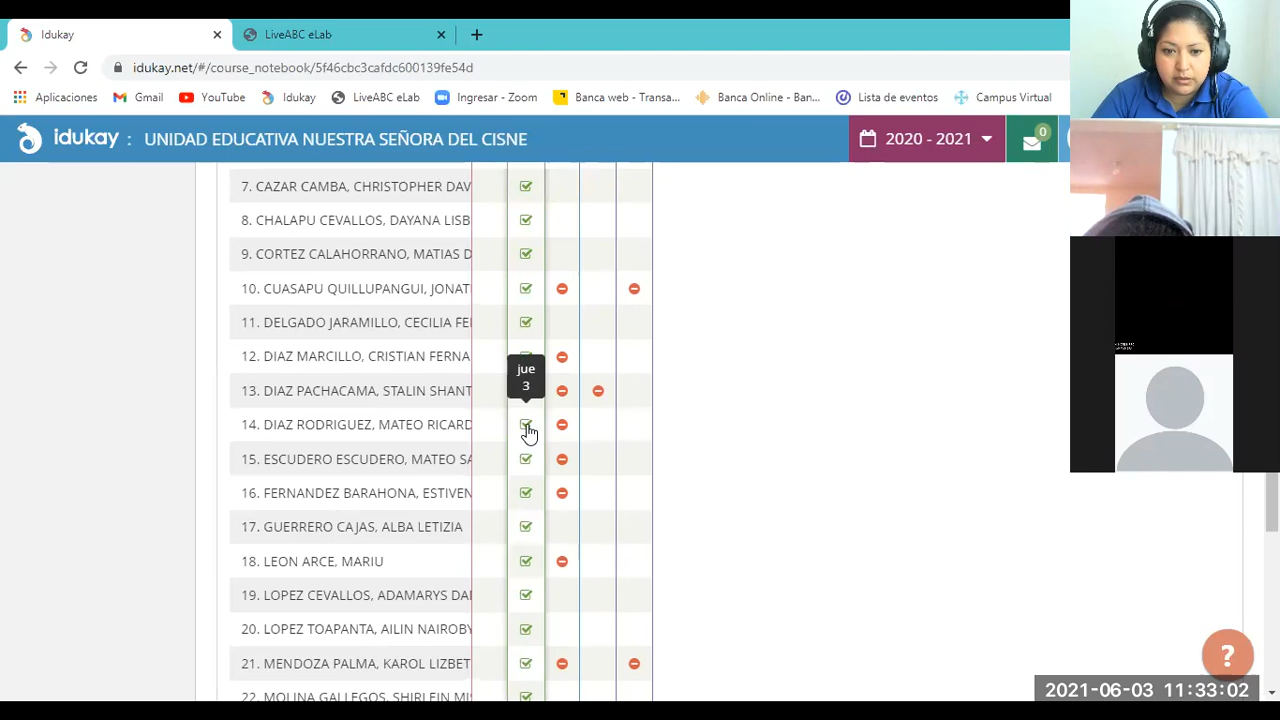 Idukay
LiveABC eLab
idukay.net/#/course_notebook/5f46cbc3cafdc600139fe54d
Aplicaciones
Gmail
YouTube
Idukay
LiveABC eLab
Ingresar - Zoom
Banca web - Transa...
Banca Online - Ban...
Lista de eventos
Campus Virtual
idukay : UNIDAD EDUCATIVA NUESTRA SEÑORA DEL CISNE
2020 - 2021
0
7. CAZAR CAMBA, CHRISTOPHER DAV
8. CHALAPU CEVALLOS, DAYANA LISB
9. CORTEZ CALAHORRANO, MATIAS D
10. CUASAPU QUILLUPANGUI, JONAT
11. DELGADO JARAMILLO, CECILIA FE
12. DIAZ MARCILLO, CRISTIAN FERNA
jue
3
13. DIAZ PACHACAMA, STALIN SHANT
14. DIAZ RODRIGUEZ, MATEO RICARD
15. ESCUDERO ESCUDERO, MATEO SA
16. FERNANDEZ BARAHONA, ESTIVEN
17. GUERRERO CAJAS, ALBA LETIZIA
18. LEON ARCE, MARIU
19. LOPEZ CEVALLOS, ADAMARYS DA
20. LOPEZ TOAPANTA, AILIN NAIROBY
21. MENDOZA PALMA, KAROL LIZBET
22. MOLINA GALLEGOS, SHIRLEIN MI
?
2021-06-03 11:33:02